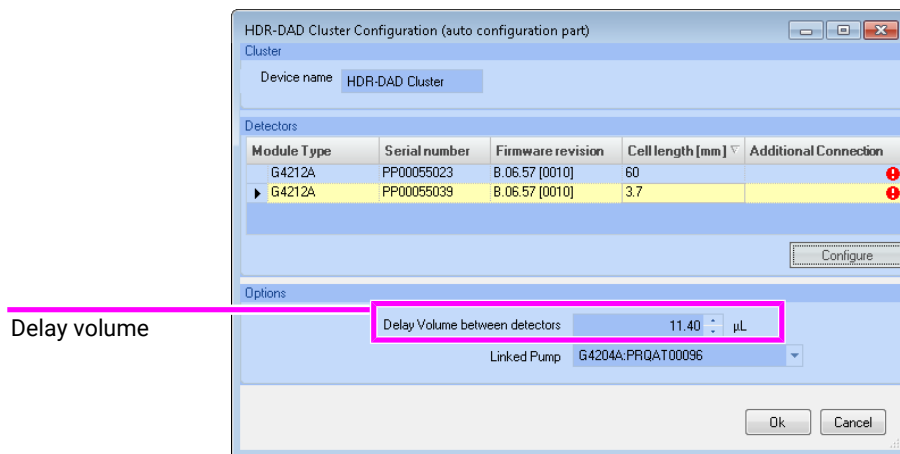 HDR-DAD Cluster Configuration (auto configuration part)
Cluster
Device name HDR-DAD Cluster
Detectors
Module Type Serial number Firmware revision Cell length [mm] Additional Connection
G4212A PP00055023 B.06.57 [0010] 60
G4212A PP00055039 B.06.57 [0010] 3.7
Configure
Options
Delay volume
Delay Volume between detectors 11.40 µL
Linked Pump G4204A:PRQAT00096
Ok Cancel